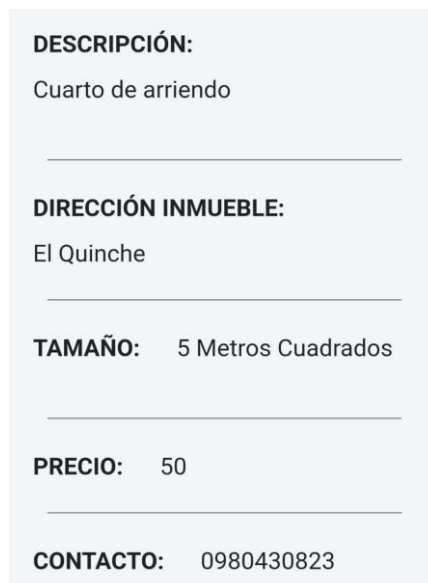 DESCRIPCIÓN:
Cuarto de arriendo
DIRECCIÓN INMUEBLE:
El Quinche
TAMAÑO: 5 Metros Cuadrados
PRECIO: 50
CONTACTO: 0980430823